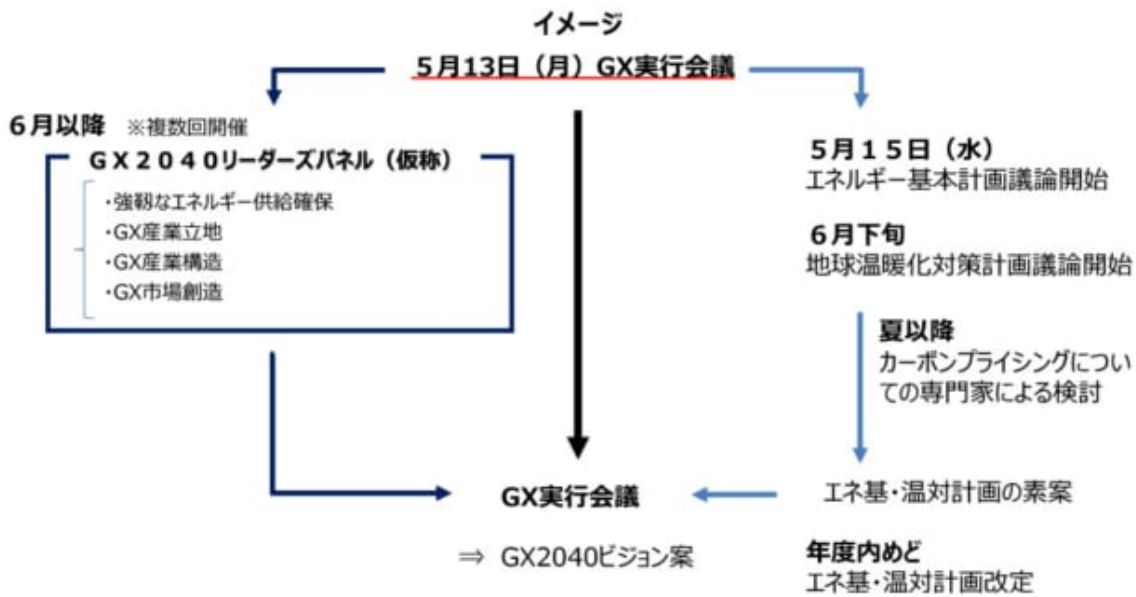 イメージ
5月13日(月)GX実行会議
6月以降 ※複数回開催
GX2040リーダーズパネル(仮称)
・強靭なエネルギー供給確保
・GX産業立地
・GX産業構造
・GX市場創造
5月15日(水)
エネルギー基本計画議論開始
6月下旬
地球温暖化対策計画議論開始
夏以降
カーボンプライシングについ
ての専門家による検討
GX実行会議
エネ基・温対計画の素案
⇒ GX2040ビジョン案
年度内めど
エネ基・温対計画改定